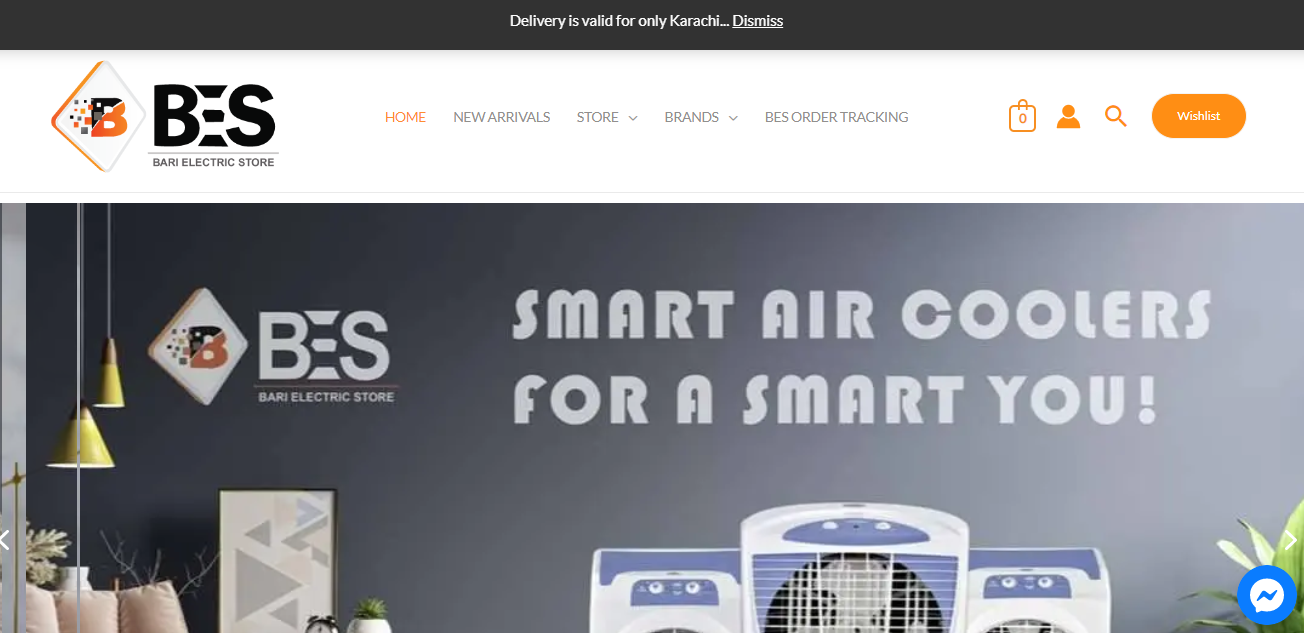 Delivery is valid for only Karachi... Dismiss
BES
BARI ELECTRIC STORE
HOME NEW ARRIVALS STORE BRANDS BES ORDER TRACKING
0
Wishlist
BES
BARI ELECTRIC STORE
SMART AIR COOLERS
FOR A SMART YOU!